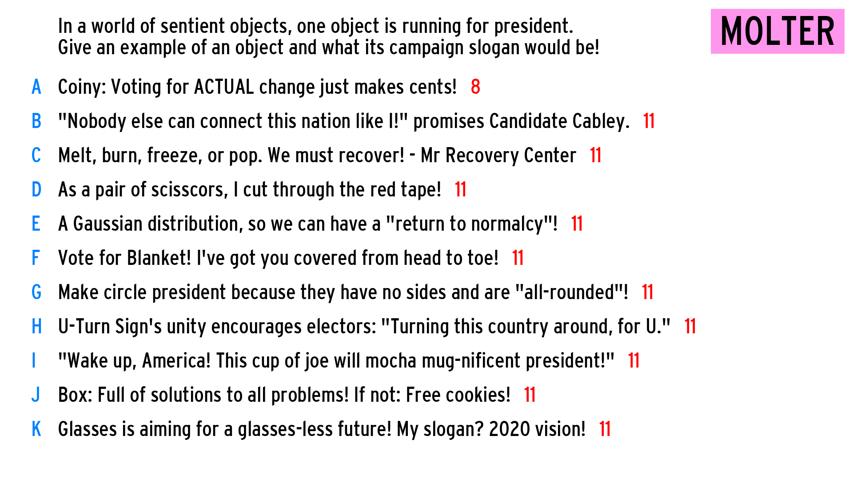 In a world of sentient objects, one object is running for president.
Give an example of an object and what its campaign slogan would be!
MOLTER
A Coiny: Voting for ACTUAL change just makes cents! 8
B "Nobody else can connect this nation like I!" promises Candidate Cabley. 11
C Melt, burn, freeze, or pop. We must recover! - Mr Recovery Center 11
D As a pair of scisscors, I cut through the red tape! 11
E A Gaussian distribution, so we can have a "return to normalcy"! 11
F Vote for Blanket! I've got you covered from head to toe! 11
G Make circle president because they have no sides and are "all-rounded"! 11
H U-Turn Sign's unity encourages electors: "Turning this country around, for U." 11
I "Wake up, America! This cup of joe will mocha mug-nificent president!" 11
J Box: Full of solutions to all problems! If not: Free cookies! 11
K Glasses is aiming for a glasses-less future! My slogan? 2020 vision! 11